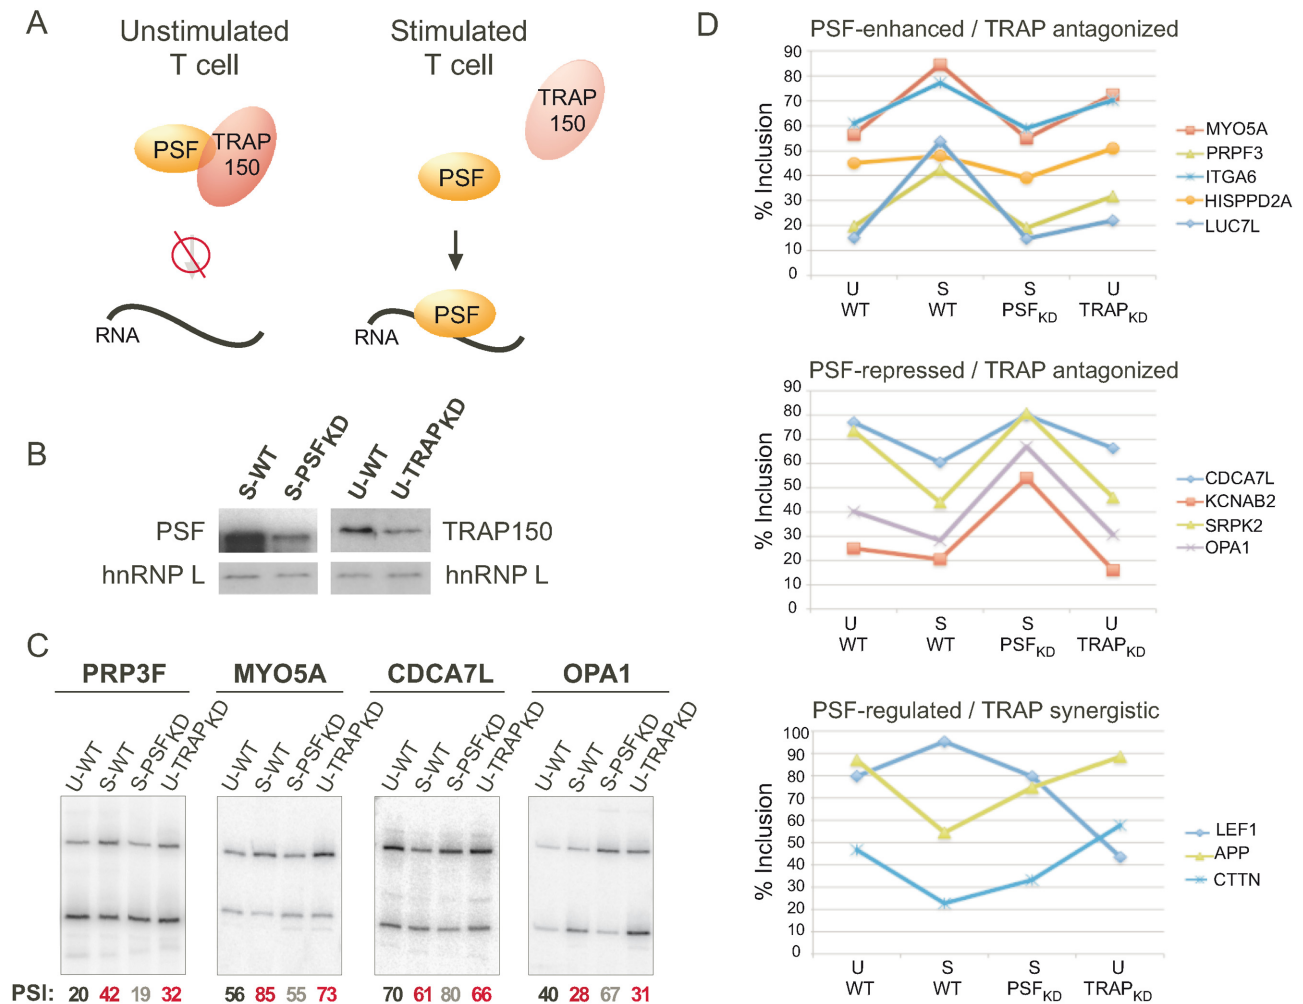 A
Unstimulated
T cell
Stimulated
T cell
PSF
TRAP
150
TRAP
150
PSF
RNA
RNA
PSF
B
S-WT
S-PSFKD
U-WT
U-TRAPKD
PSF
TRAP150
hnRNP L
hnRNP L
C
PRP3F
MYO5A
CDCA7L
OPA1
U-WT
S-WT
S-PSFKD
U-TRAPKD
U-WT
S-WT
S-PSFKD
U-TRAPKD
U-WT
S-WT
S-PSFKD
U-TRAPKD
U-WT
S-WT
S-PSFKD
U-TRAPKD
PSI: 20 42 19 32 56 85 55 73 70 61 80 66 40 28 67 31
D
PSF-enhanced / TRAP antagonized
% Inclusion
90
80
70
60
50
40
30
20
10
0
U
WT
S
WT
S
PSFKD
U
TRAPKD
MYO5A
PRPF3
ITGA6
HISPPD2A
LUC7L
PSF-repressed / TRAP antagonized
% Inclusion
90
80
70
60
50
40
30
20
10
0
U
WT
S
WT
S
PSFKD
U
TRAPKD
CDCA7L
KCNAB2
SRPK2
OPA1
PSF-regulated / TRAP synergistic
% Inclusion
100
90
80
70
60
50
40
30
20
10
0
U
WT
S
WT
S
PSFKD
U
TRAPKD
LEF1
APP
CTTN